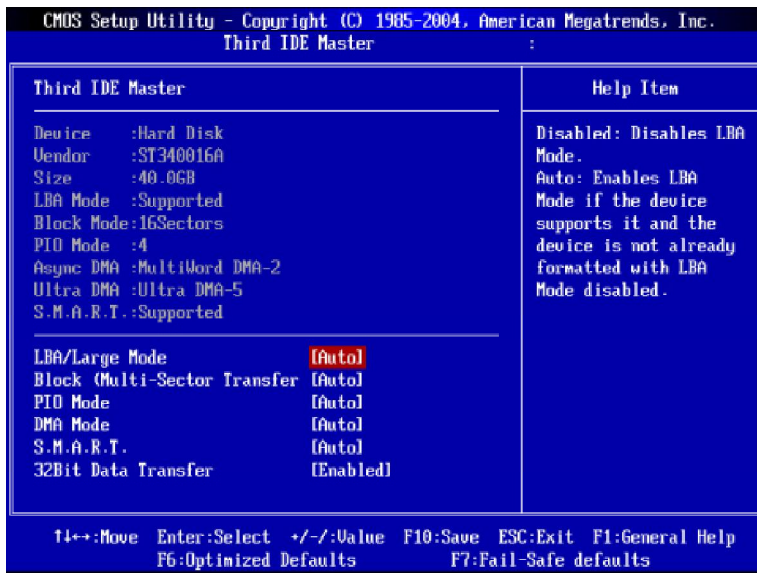 CMOS Setup Utility - Copyright (C) 1985-2004, American Megatrends, Inc.
Third IDE Master :
Third IDE Master
Device :Hard Disk
Vendor :ST340016A
Size :40.0GB
LBA Mode :Supported
Block Mode:16Sectors
PIO Mode :4
Async DMA :MultiWord DMA-2
Ultra DMA :Ultra DMA-5
S.M.A.R.T.:Supported
LBA/Large Mode [Auto]
Block (Multi-Sector Transfer [Auto]
PIO Mode [Auto]
DMA Mode [Auto]
S.M.A.R.T. [Auto]
32Bit Data Transfer [Enabled]
Help Item
Disabled: Disables LBA
Mode.
Auto: Enables LBA
Mode if the device
supports it and the
device is not already
formatted with LBA
Mode disabled.
↑↓←→:Move Enter:Select +/-/:Value F10:Save ESC:Exit F1:General Help
F6:Optimized Defaults F7:Fail-Safe defaults